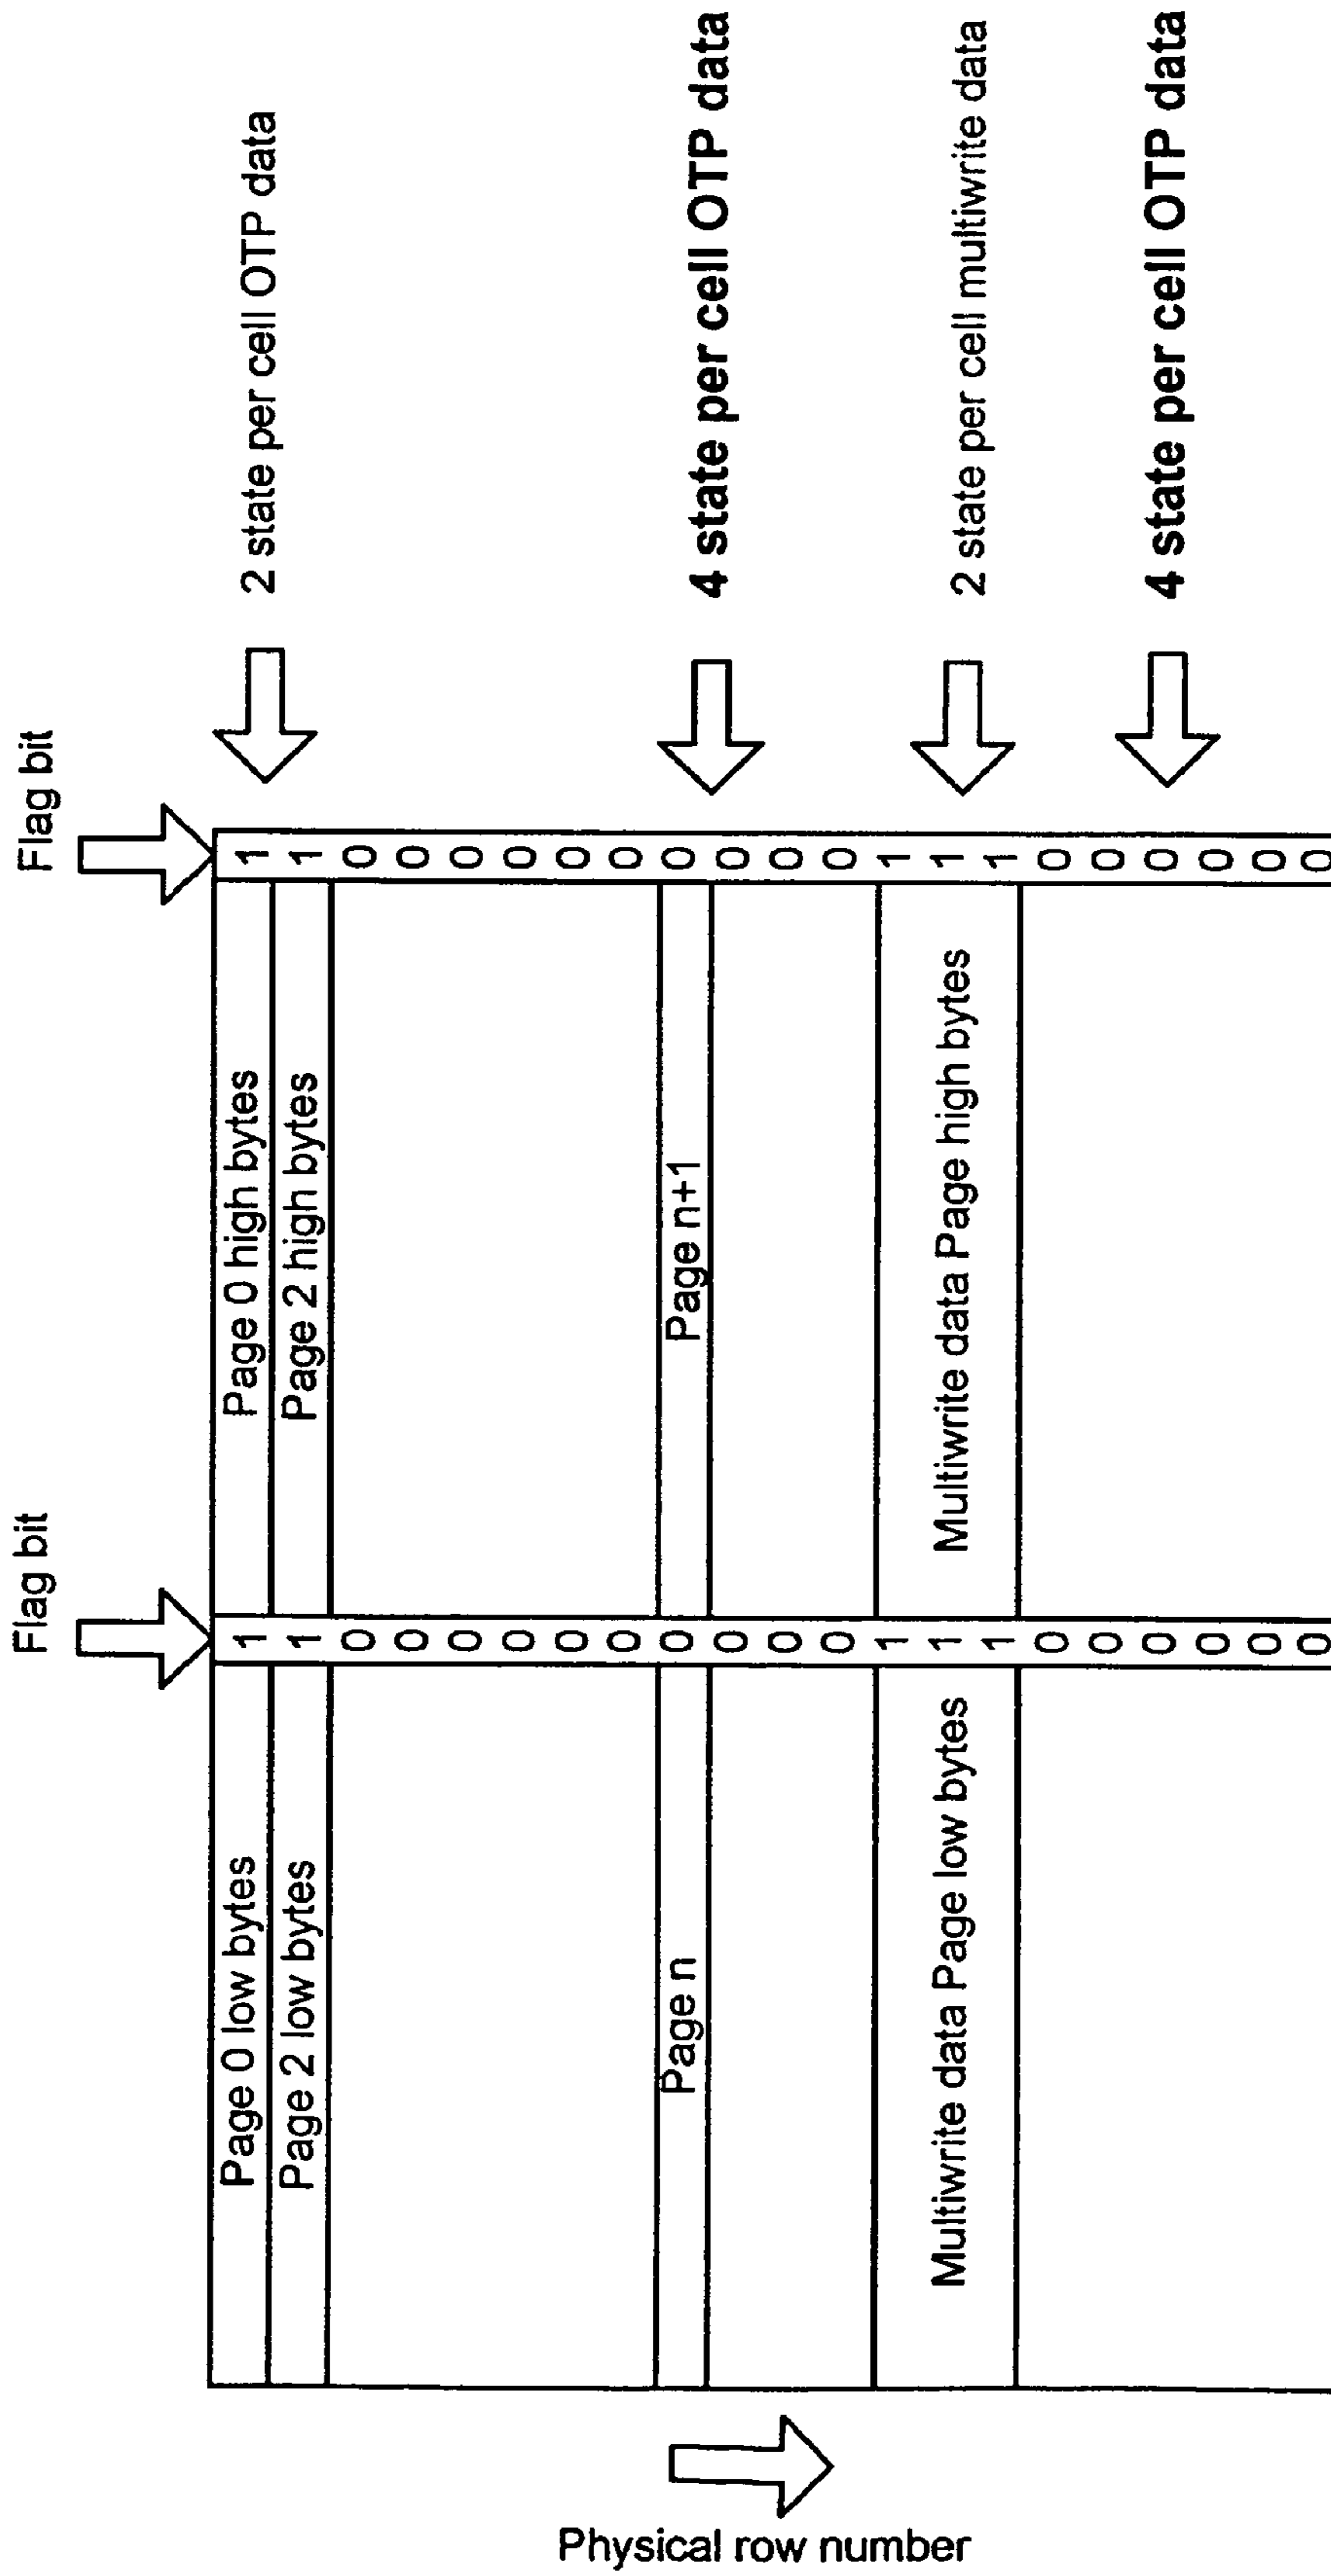 Flag bit Flag bit
Page 0 low bytes 1 Page 0 high bytes 1 2 state per cell OTP data
Page 2 low bytes 1 Page 2 high bytes 1
0 0
0 0
0 0
0 0
0 0
0 0
Page n 0 Page n+1 0 4 state per cell OTP data
0 0
0 0
0 0
1 1
Multiwrite data Page low bytes 1 Multiwrite data Page high bytes 1 2 state per cell multiwrite data
1 1
0 0
0 0
0 0 4 state per cell OTP data
0 0
0 0
0 0
Physical row number